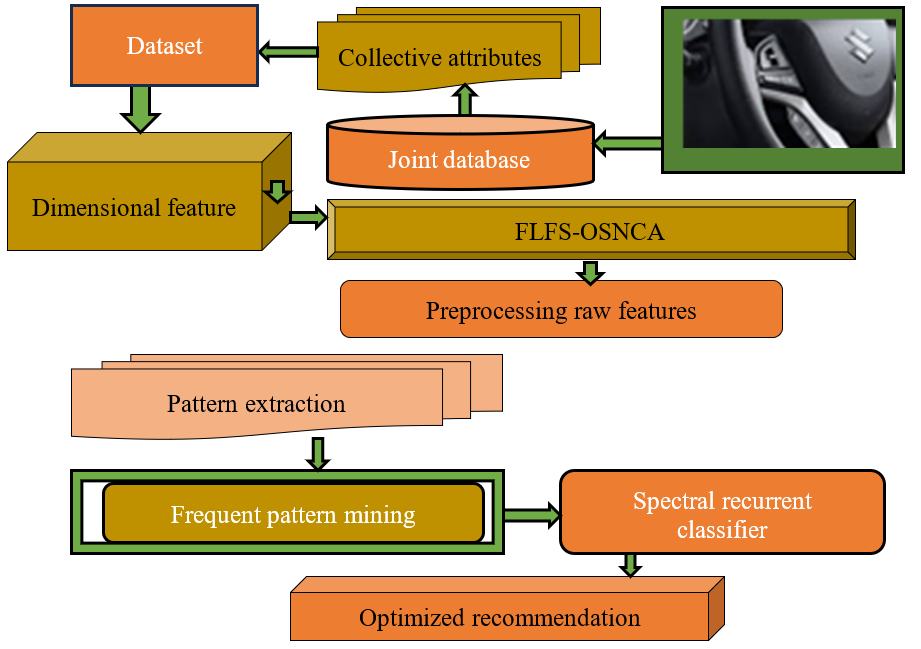 Dataset
Collective attributes
Joint database
Dimensional feature
FLFS-OSNCA
Preprocessing raw features
Pattern extraction
Frequent pattern mining
Spectral recurrent
classifier
Optimized recommendation